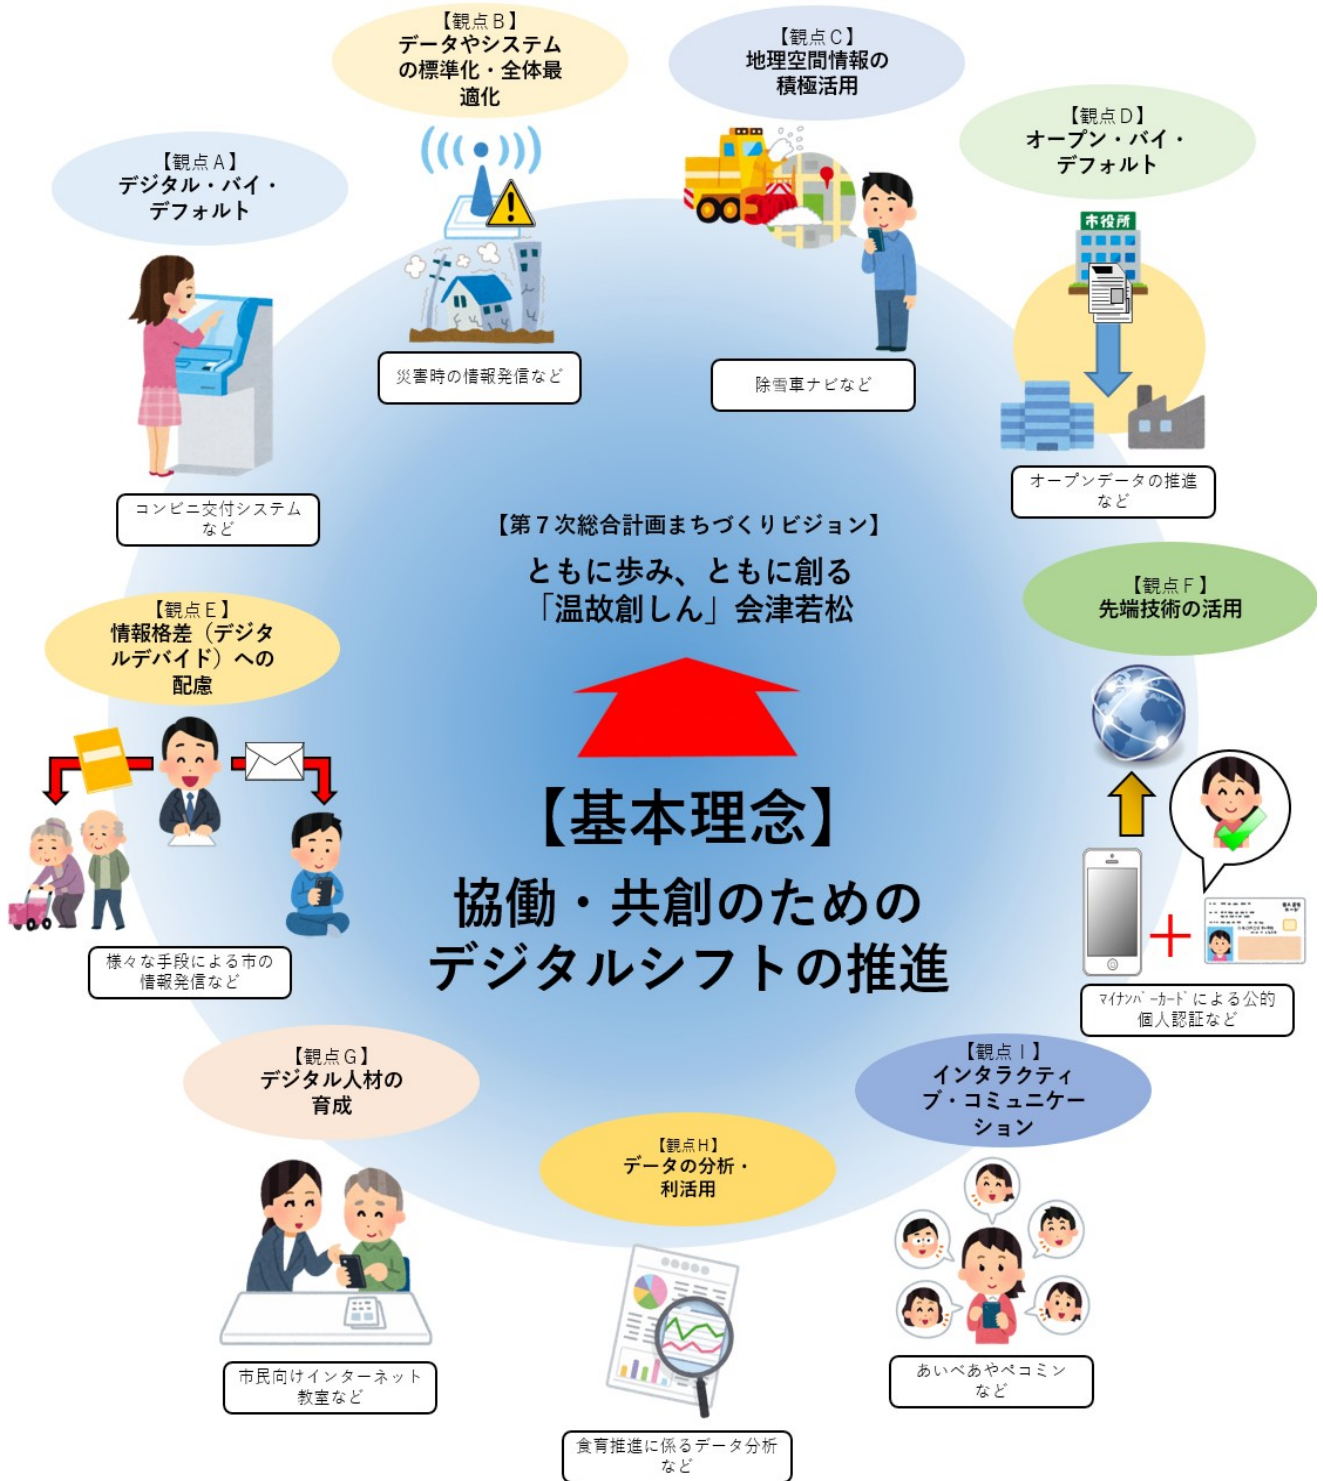 【観点Ａ】
デジタル・バイ・
デフォルト
コンビニ交付システム
など
【観点Ｂ】
データやシステム
の標準化・全体最
適化
災害時の情報発信など
【観点Ｃ】
地理空間情報の
積極活用
除雪車ナビなど
【観点Ｄ】
オープン・バイ・
デフォルト
市役所
オープンデータの推進
など
【第７次総合計画まちづくりビジョン】
ともに歩み、ともに創る
「温故創しん」会津若松
【基本理念】
協働・共創のための
デジタルシフトの推進
【観点Ｅ】
情報格差（デジタ
ルデバイド）への
配慮
様々な手段による市の
情報発信など
【観点Ｆ】
先端技術の活用
ﾏｲﾅﾝﾊﾞｰｶｰﾄﾞによる公的
個人認証など
【観点Ｇ】
デジタル人材の
育成
市民向けインターネット
教室など
【観点Ｈ】
データの分析・
利活用
食育推進に係るデータ分析
など
【観点Ｉ】
インタラクティ
ブ・コミュニケー
ション
あいべあやペコミン
など